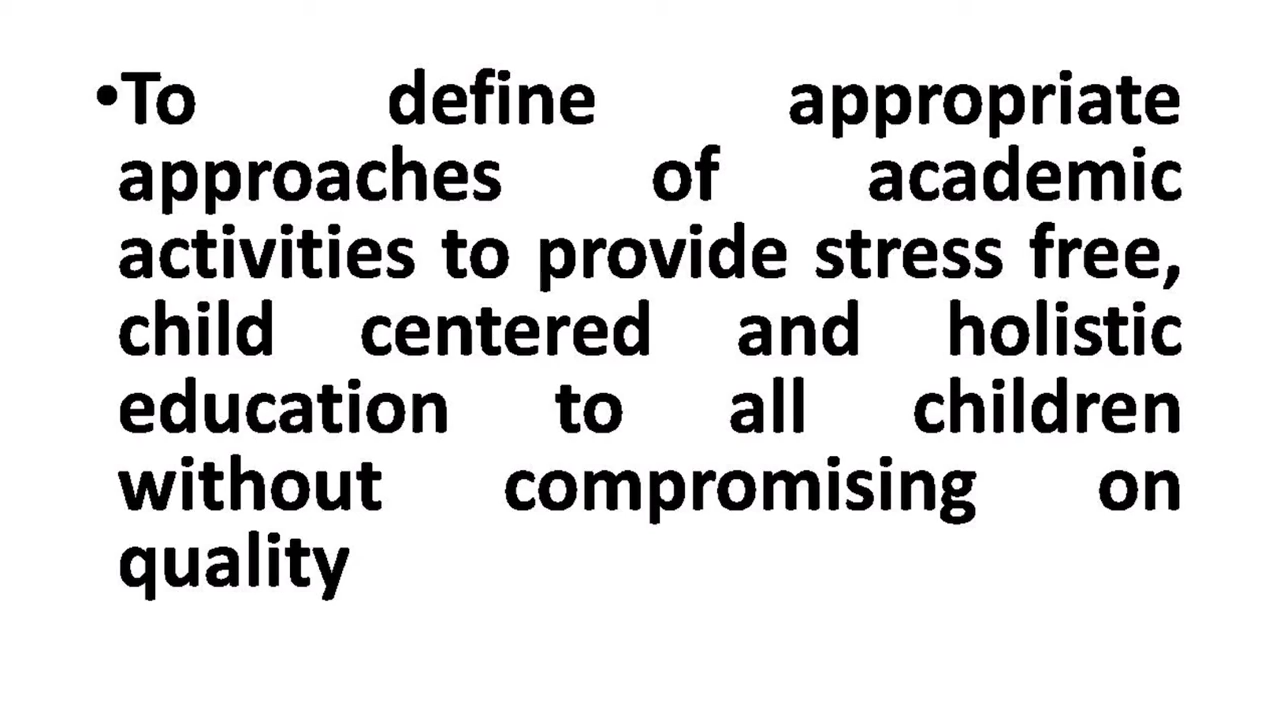 •To define appropriate
approaches of academic
activities to provide stress free,
child centered and holistic
education to all children
without compromising on
quality